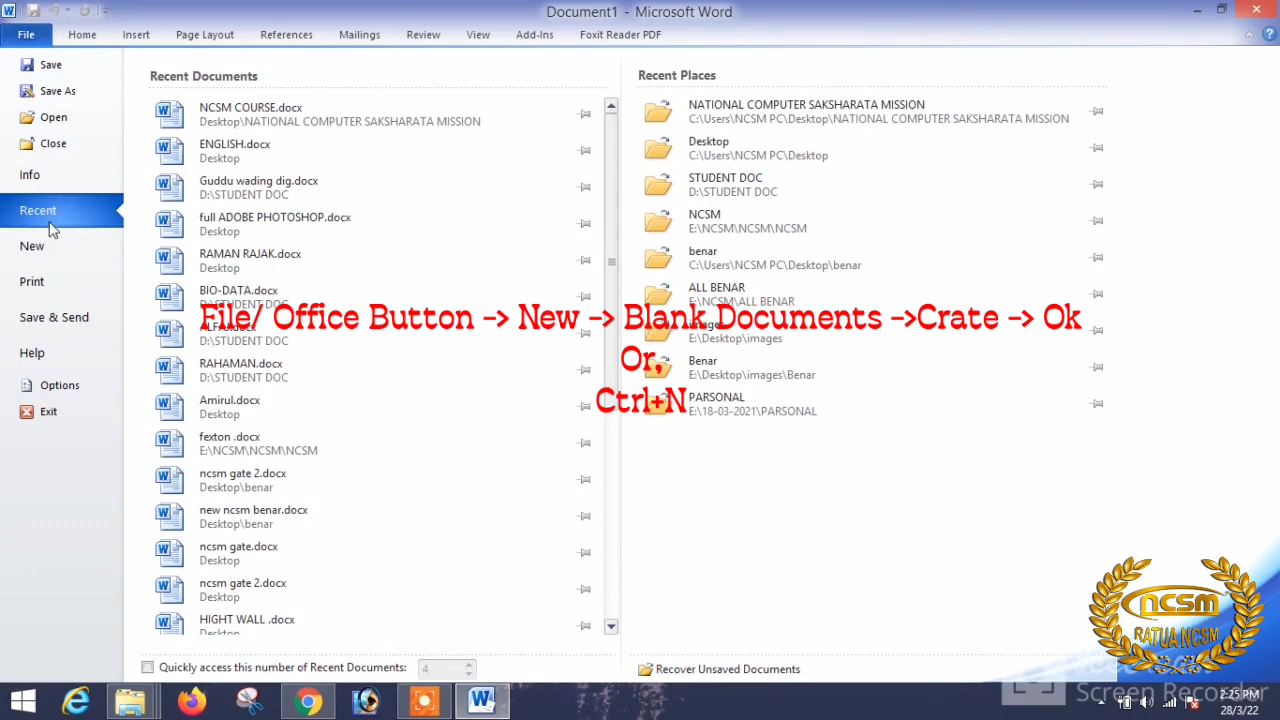 Document1 - Microsoft Word
File Home Insert Page Layout References Mailings Review View Add-Ins Foxit Reader PDF
Save
Save As
Open
Close
Info
Recent
New
Print
Save & Send
Help
Options
Exit
Recent Documents
NCSM COURSE.docx
Desktop\NATIONAL COMPUTER SAKSHARATA MISSION
ENGLISH.docx
Desktop
Guddu wading dig.docx
D:\STUDENT DOC
full ADOBE PHOTOSHOP.docx
Desktop
RAMAN RAJAK.docx
Desktop
BIO-DATA.docx
D:\STUDENT DOC
D:\STUDENT DOC
RAHAMAN.docx
D:\STUDENT DOC
Amirul.docx
Desktop
fexton .docx
E:\NCSM\NCSM\NCSM
ncsm gate 2.docx
Desktop\benar
new ncsm benar.docx
Desktop\benar
ncsm gate.docx
Desktop
ncsm gate 2.docx
Desktop
HIGHT WALL .docx
Desktop
Quickly access this number of Recent Documents: 4
Recent Places
NATIONAL COMPUTER SAKSHARATA MISSION
C:\Users\NCSM PC\Desktop\NATIONAL COMPUTER SAKSHARATA MISSION
Desktop
C:\Users\NCSM PC\Desktop
STUDENT DOC
D:\STUDENT DOC
NCSM
E:\NCSM\NCSM\NCSM
benar
C:\Users\NCSM PC\Desktop\benar
ALL BENAR
E:\NCSM\ALL BENAR
images
E:\Desktop\images
Benar
E:\Desktop\images\Benar
PARSONAL
E:\18-03-2021\PARSONAL
Recover Unsaved Documents
File/ Office Button -> New -> Blank Documents ->Crate -> Ok
Or,
Ctrl+N
ncsm
RATUA NCSM
Screen Recorder
2:25 PM
28/3/22